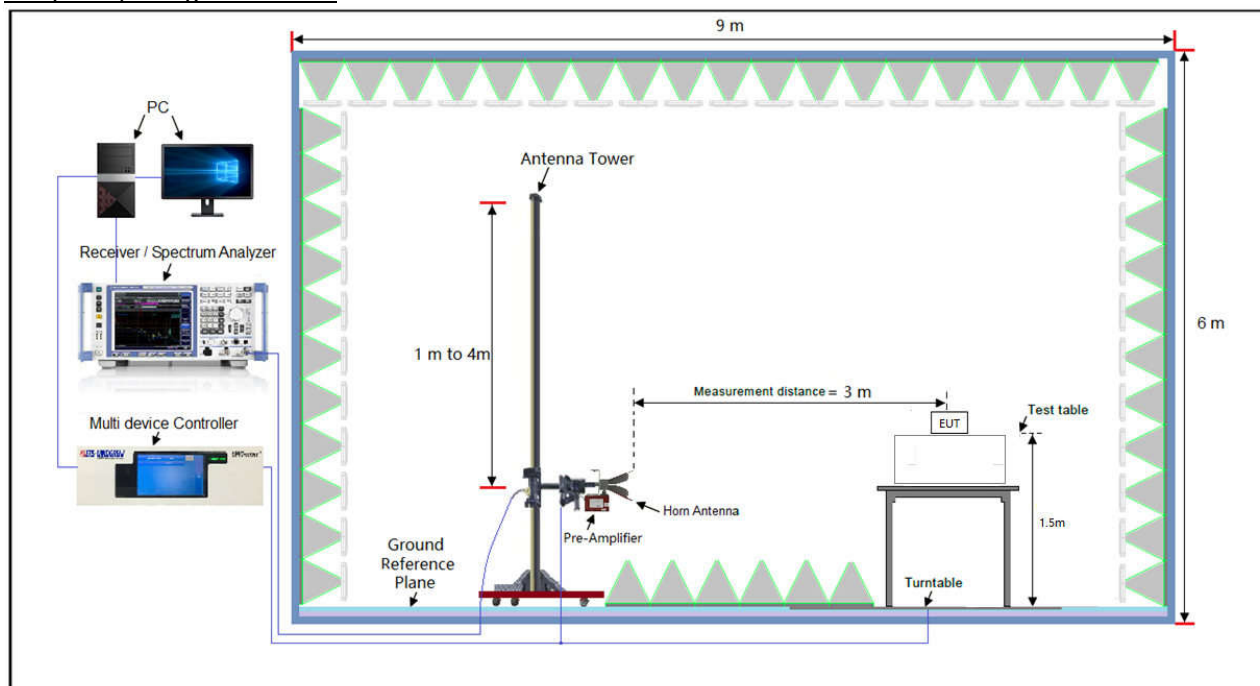 9 m
PC
Antenna Tower
Receiver / Spectrum Analyzer
6 m
1 m to 4m
Measurement distance = 3 m
Test table
EUT
Multi device Controller
Horn Antenna
Pre-Amplifier
1.5m
Ground
Reference
Plane
Turntable